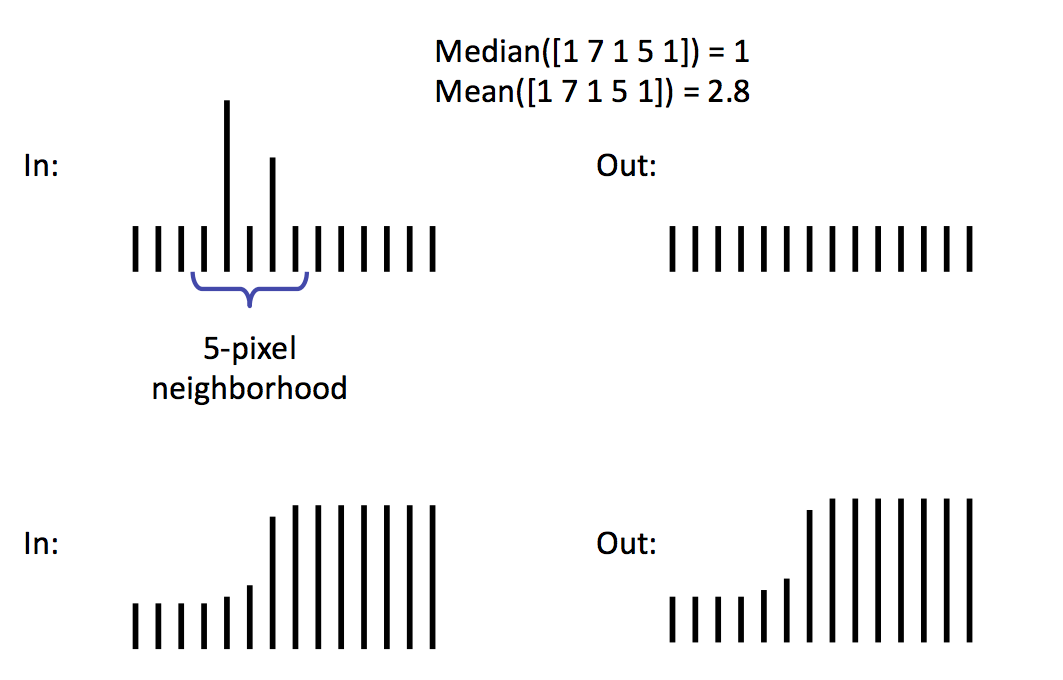 Median([1 7 1 5 1]) = 1
Mean([1 7 1 5 1]) = 2.8
In:
Out:
5-pixel
neighborhood
In:
Out: